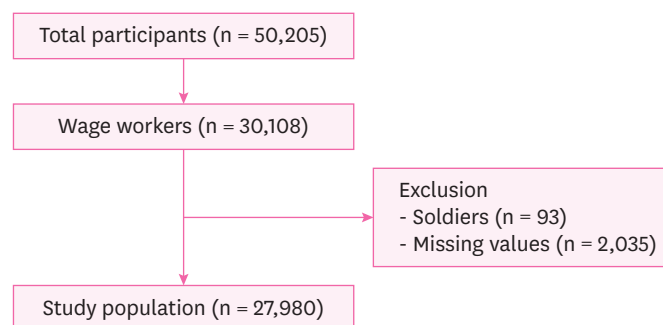 Total participants (n = 50,205)
Wage workers (n = 30,108)
Exclusion
- Soldiers (n = 93)
- Missing values (n = 2,035)
Study population (n = 27,980)